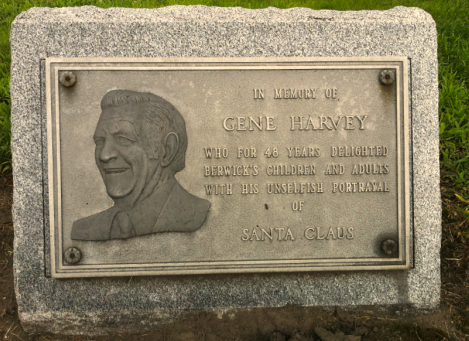 IN MEMORY OF
GENE HARVEY
WHO FOR 48 YEARS DELIGHTED
BERWICK'S CHILDREN AND ADULTS
WITH HIS UNSELFISH PORTRAYAL
OF
SANTA CLAUS